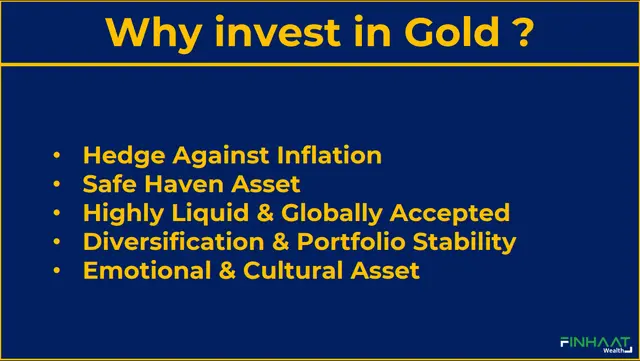 Why invest in Gold ?
• Hedge Against Inflation
• Safe Haven Asset
• Highly Liquid & Globally Accepted
• Diversification & Portfolio Stability
• Emotional & Cultural Asset
FINHAAT
Wealth